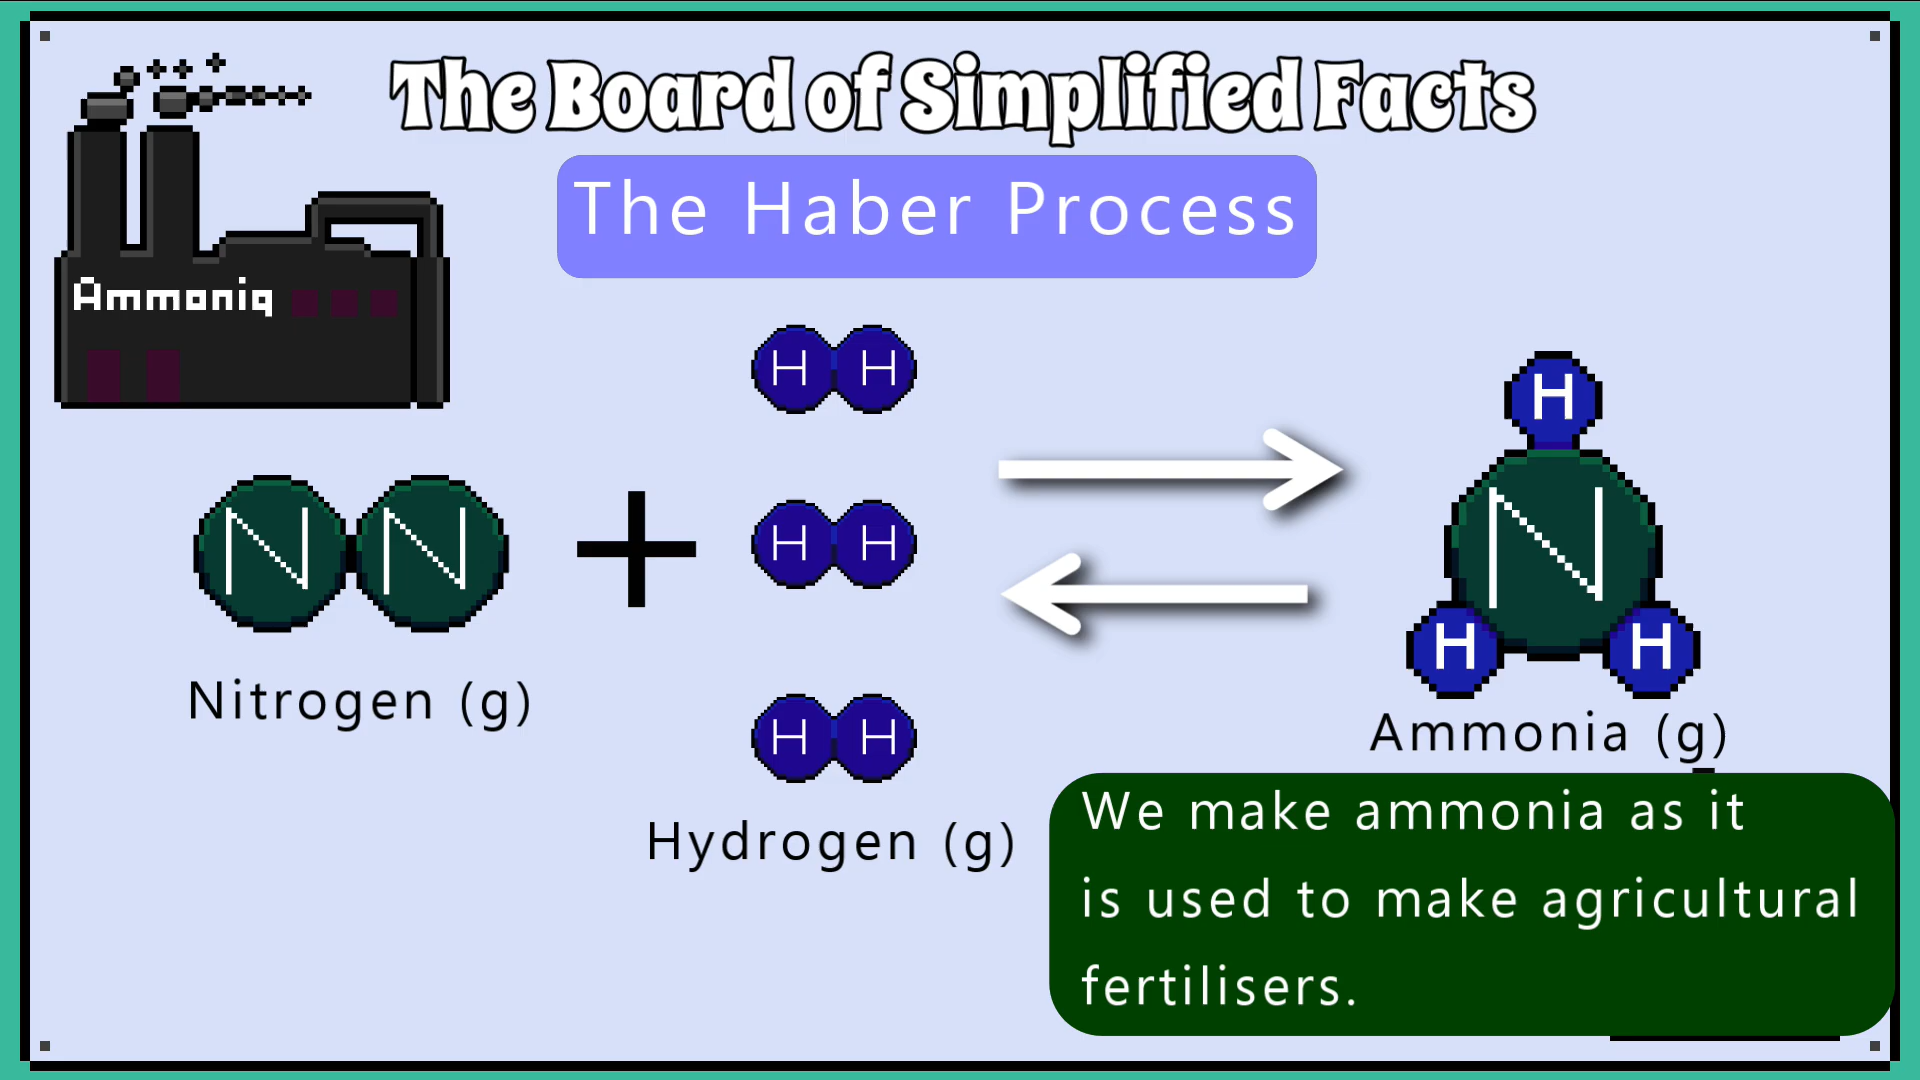 The Board of Simplified Facts
The Haber Process
Ammoniq
H H
H
N N
H H
N
H H
H H
Nitrogen (g)
Ammonia (g)
Hydrogen (g)
We make ammonia as it
is used to make agricultural
fertilisers.